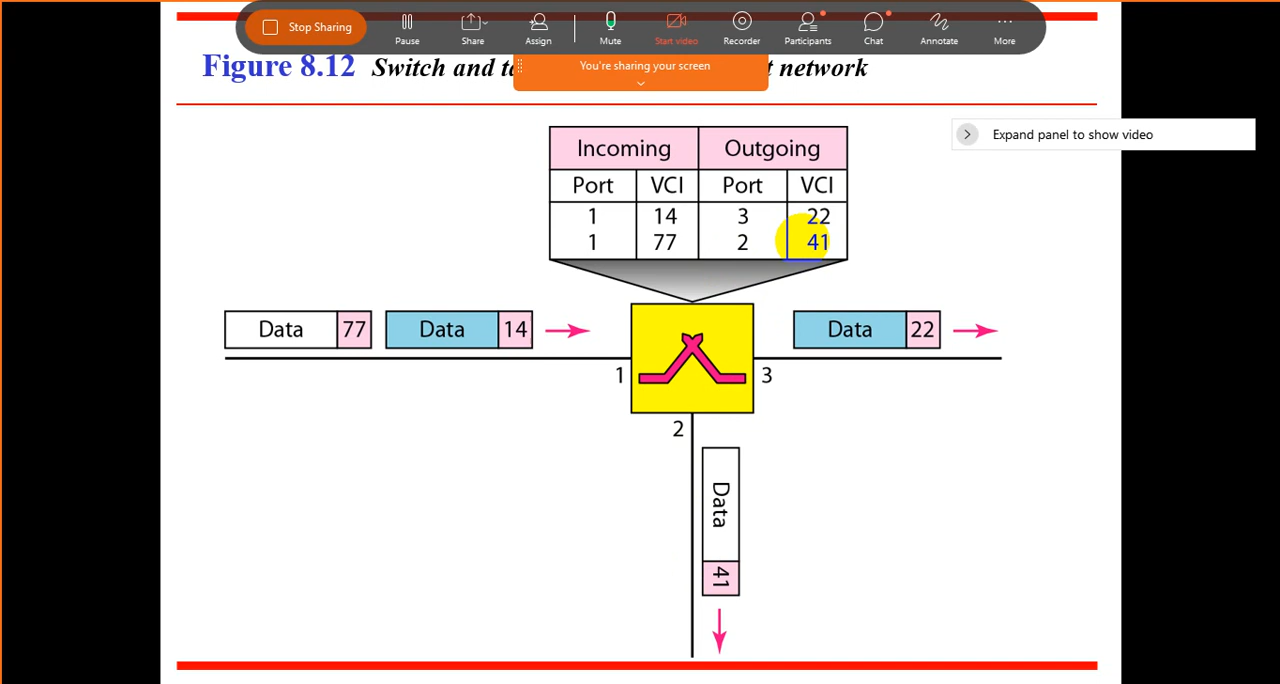 Stop Sharing
Pause
Share
Assign
Mute
Start video
Recorder
Participants
Chat
Annotate
More
You're sharing your screen
Figure 8.12 Switch and network
Expand panel to show video
Incoming Outgoing
Port VCI Port VCI
1 14 3 22
1 77 2 41
Data 77 Data 14 Data 22
1 3
2
Data 41